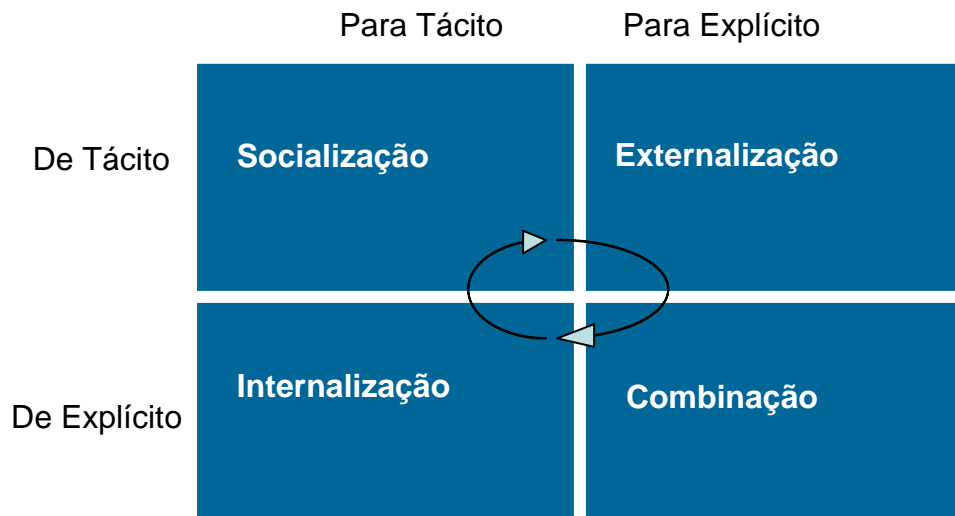 Para Tácito Para Explícito
De Tácito Socialização Externalização
Internalização Combinação
De Explícito